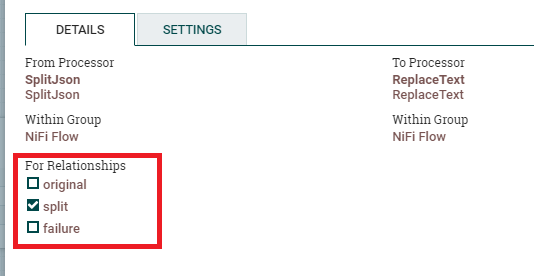 DETAILS
SETTINGS
From Processor
SplitJson
SplitJson
Within Group
NiFi Flow
To Processor
ReplaceText
ReplaceText
Within Group
NiFi Flow
For Relationships
original
split
failure